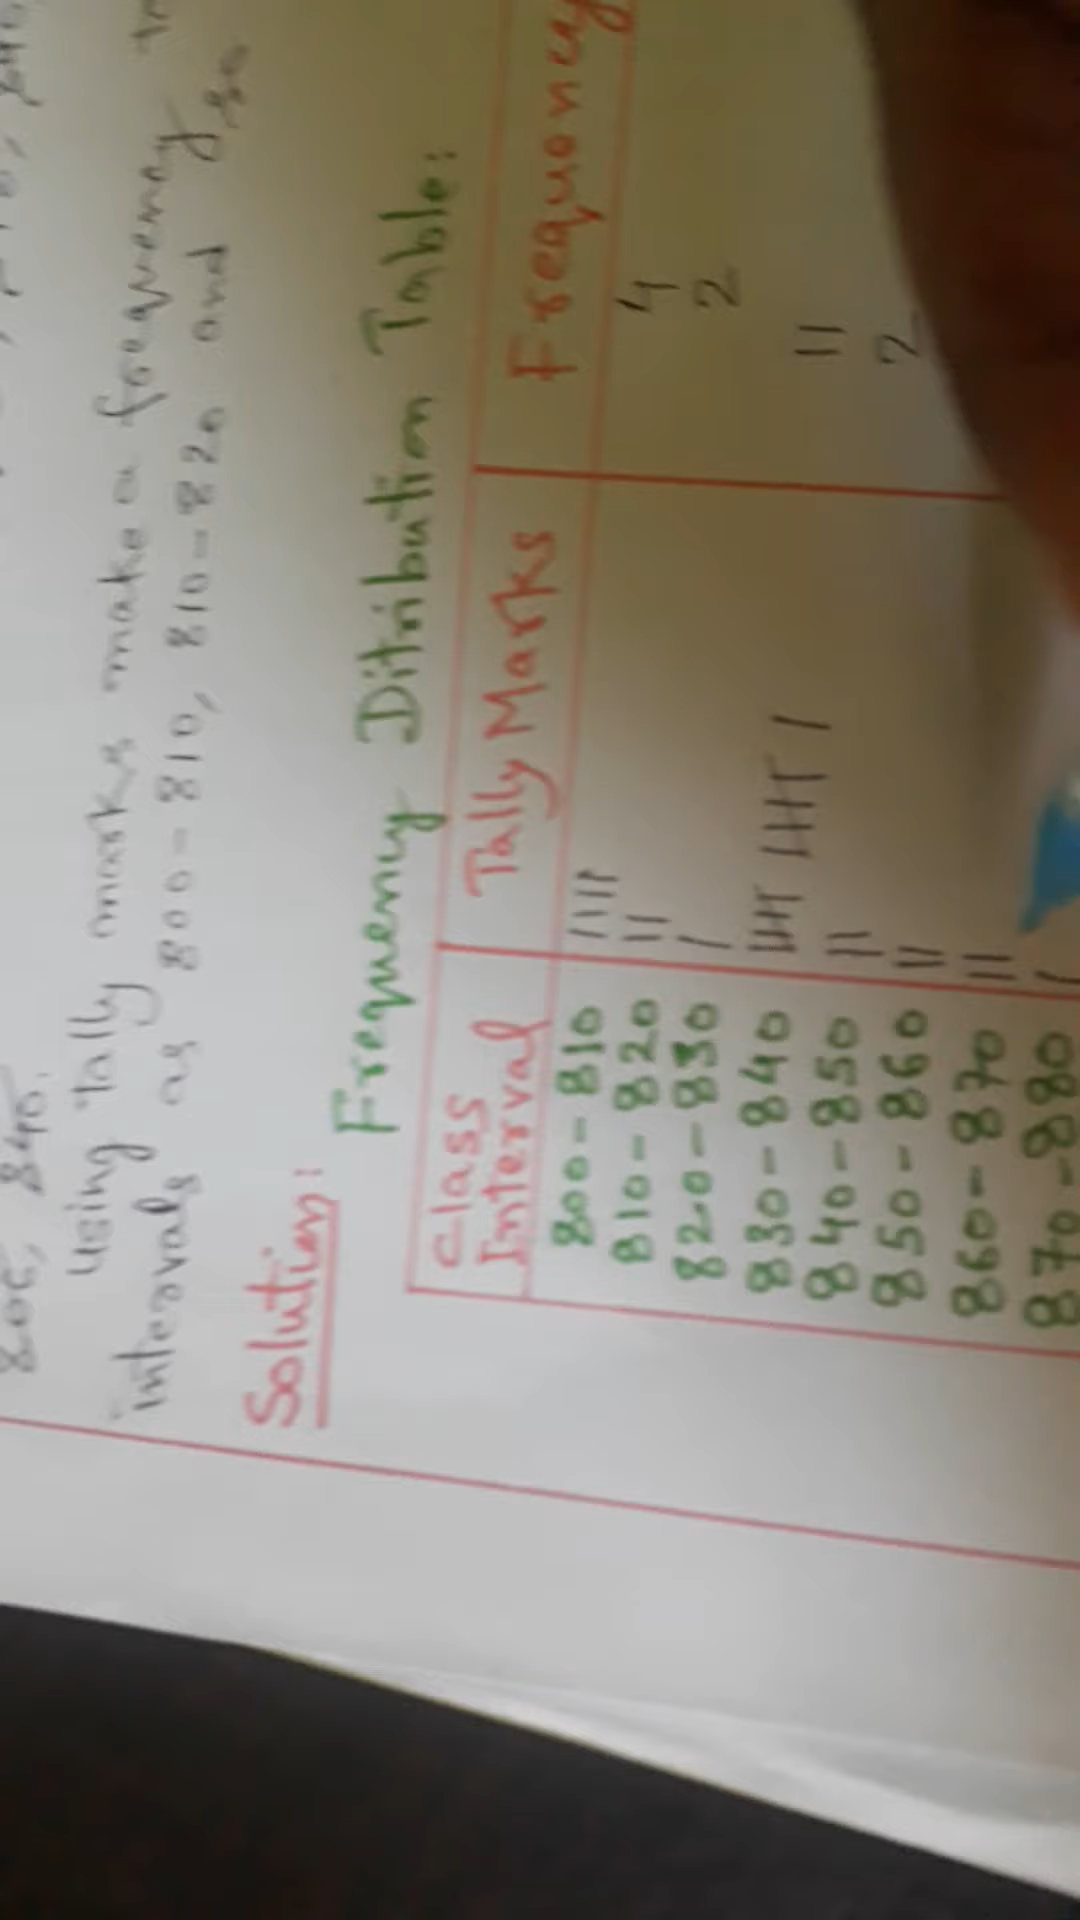 806, 840.
using tally marks make a frequency
intervals as 800-810, 810-820 and so
Solution:
Frequency Ditribution Table:
Class Interval Tally Marks Frequency
800-810 |||| 4
810-820 || 2
820-830 |
830-840 |||| |||| | 11
840-850 || 2
850-860 ||
860-870 ||
870-880 |